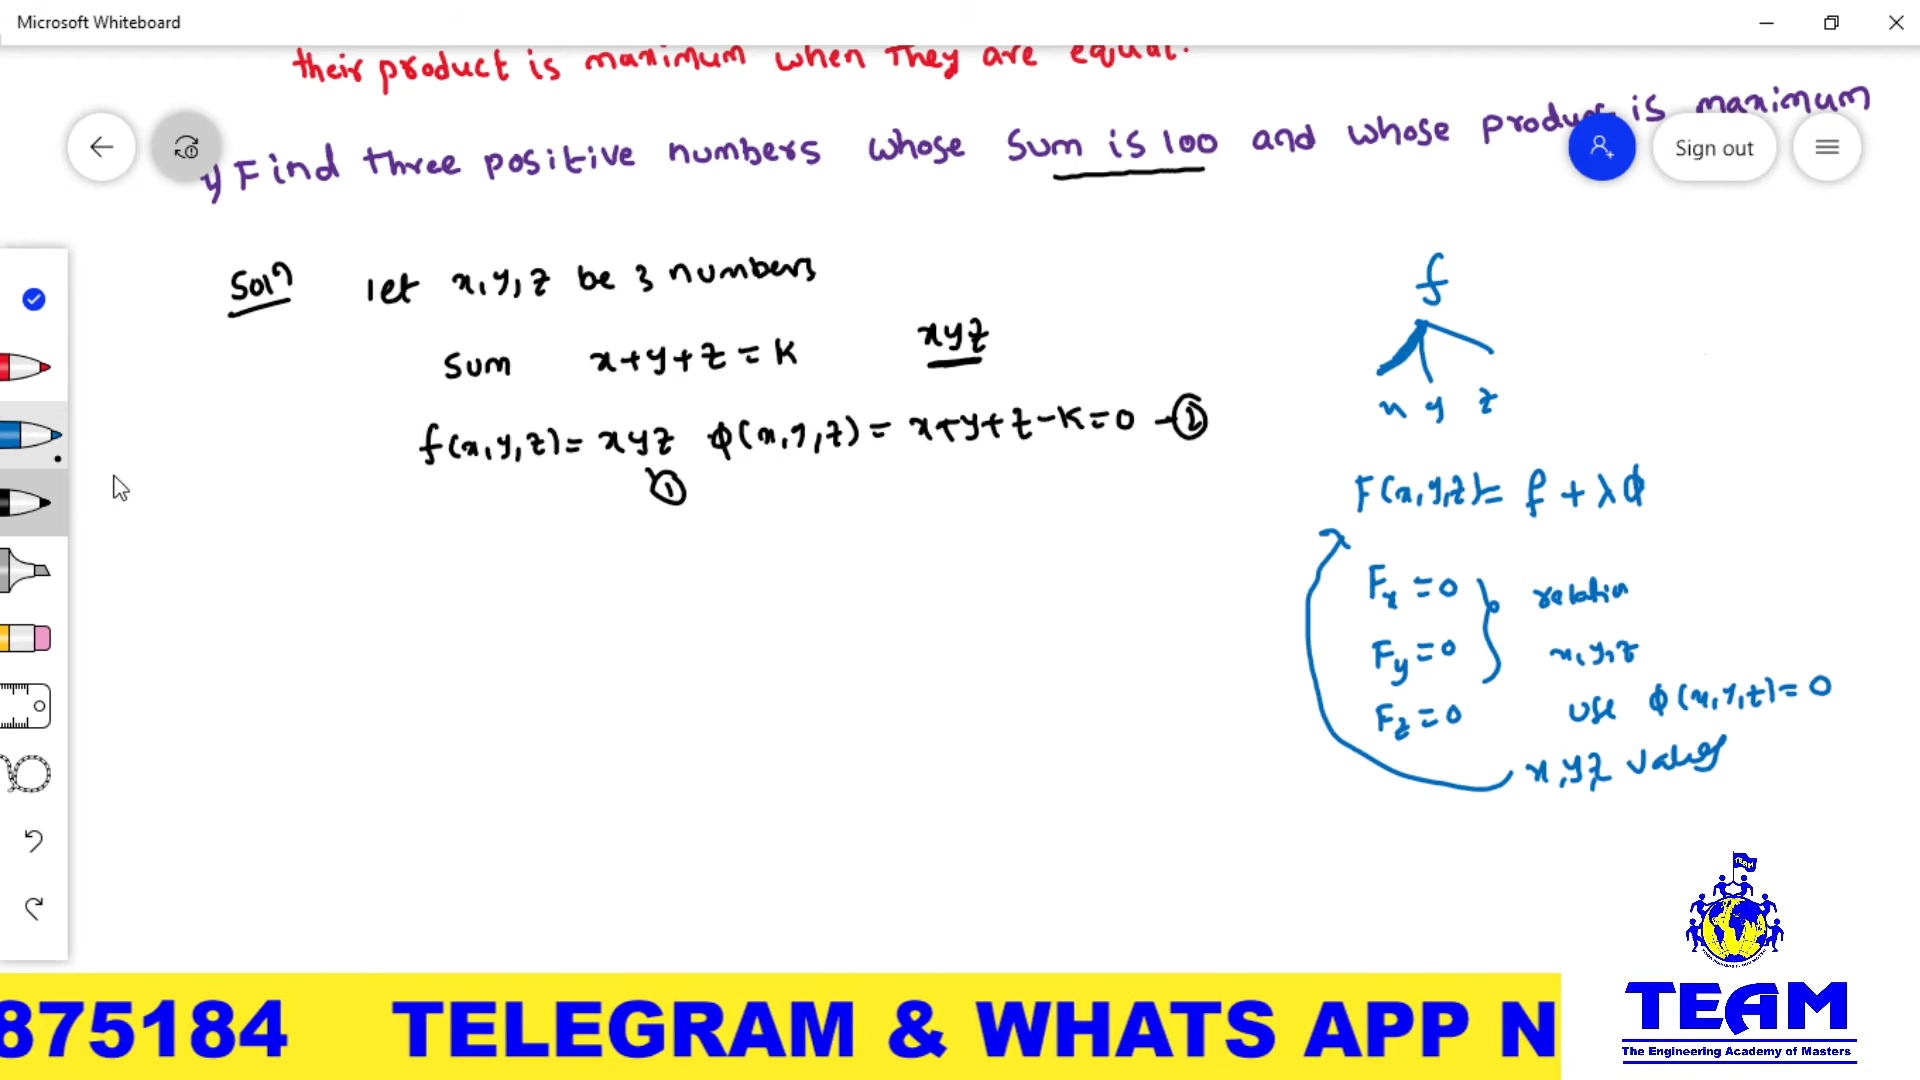 Microsoft Whiteboard
their product is maximum when they are equal.
y Find three positive numbers whose Sum is 100 and whose product is maximum
Sign out
Soln let x, y, z be 3 numbers
Sum x+y+z = k xyz
f(x,y,z) = xyz φ(x,y,z) = x+y+z-k=0 -②
①
f
x y z
F(x,y,z) = f + λφ
Fx = 0 relation
Fy = 0 x,y,z
Fz = 0 use φ(x,y,z) = 0
x,y,z values
TEAM
The Engineering Academy of Masters
875184 TELEGRAM & WHATS APP N